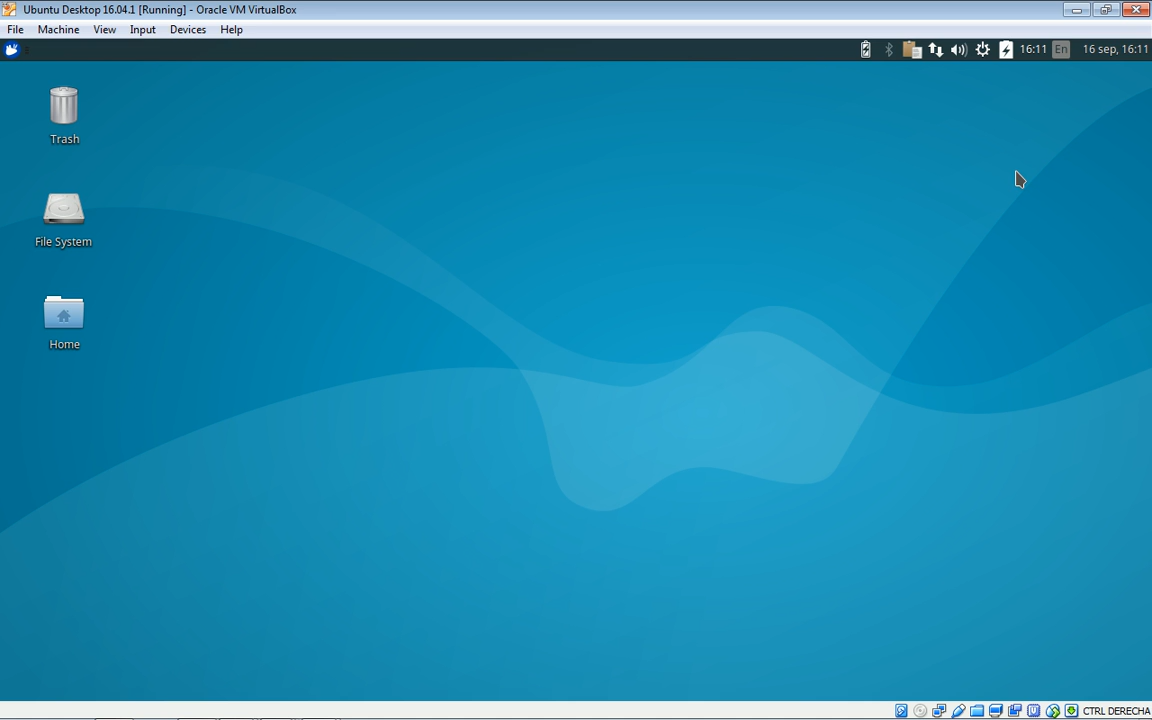 Ubuntu Desktop 16.04.1 [Running] - Oracle VM VirtualBox
File Machine View Input Devices Help
16:11 En 16 sep, 16:11
Trash
File System
Home
CTRL DERECHA